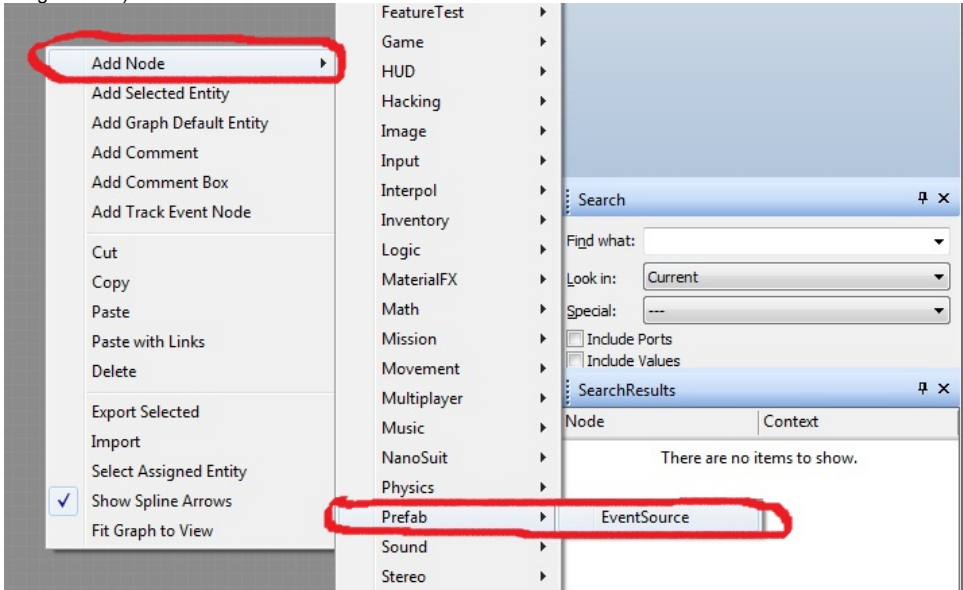 FeatureTest
Game
Add Node
HUD
Add Selected Entity
Hacking
Add Graph Default Entity
Image
Add Comment
Input
Add Comment Box
Interpol
Search
Add Track Event Node
Inventory
Find what:
Cut
Logic
Copy
MaterialFX
Look in: Current
Paste
Math
Special: ---
Paste with Links
Mission
Include Ports
Include Values
Delete
Movement
SearchResults
Export Selected
Multiplayer
Node Context
Import
Music
There are no items to show.
Select Assigned Entity
NanoSuit
Show Spline Arrows
Physics
Fit Graph to View
Prefab
EventSource
Sound
Stereo